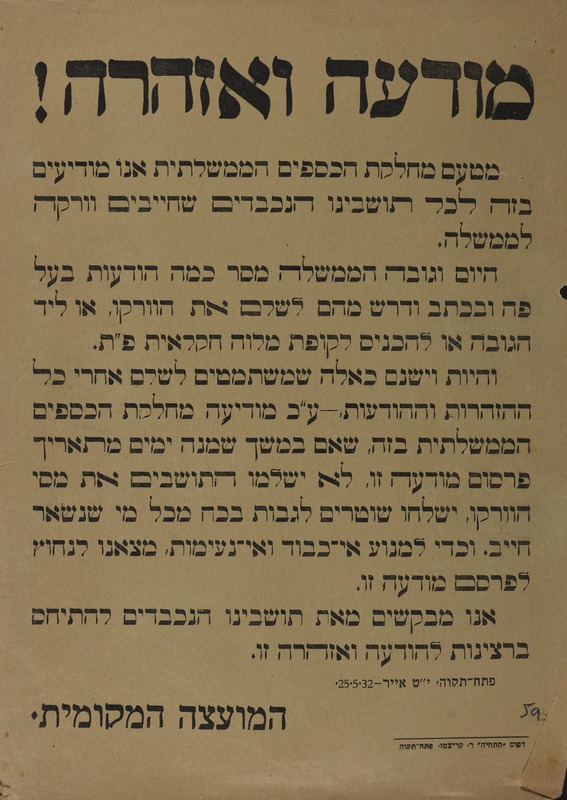 מודעה ואזהרה!
מטעם מחלקת הכספים הממשלתית אנו מודיעים
בזה לכל תושבינו הנכבדים שחייבים וורקה
לממשלה.
היום וגובה הממשלה מסר כמה הודעות בעל
פה ובכתב ודרש מהם לשלם את הוורקו, או ליד
הגובה או להכניס לקופת מלוה חקלאית פ״ת.
והיות וישנם כאלה שמשתמטים לשלם אחרי כל
ההזהרות וההודעות,—ע״כ מודיעה מחלקת הכספים
הממשלתית בזה, שאם במשך שמנה ימים מתאריך
פרסום מודעה זו, לא ישלמו התושבים את מסי
הוורקו, ישלחו שוטרים לגבות בכח מכל מי שנשאר
חייב. וכדי למנוע אי־כבוד ואי־נעימות, מצאנו לנחוץ
לפרסם מודעה זו.
אנו מבקשים מאת תושבינו הנכבדים להתיחס
ברצינות להודעה ואזהרה זו.
פתח־תקוה, י״ט אייר—25.5.32.
המועצה המקומית.
59
דפוס „התחיה" ר. קריצמו פתח־תקוה